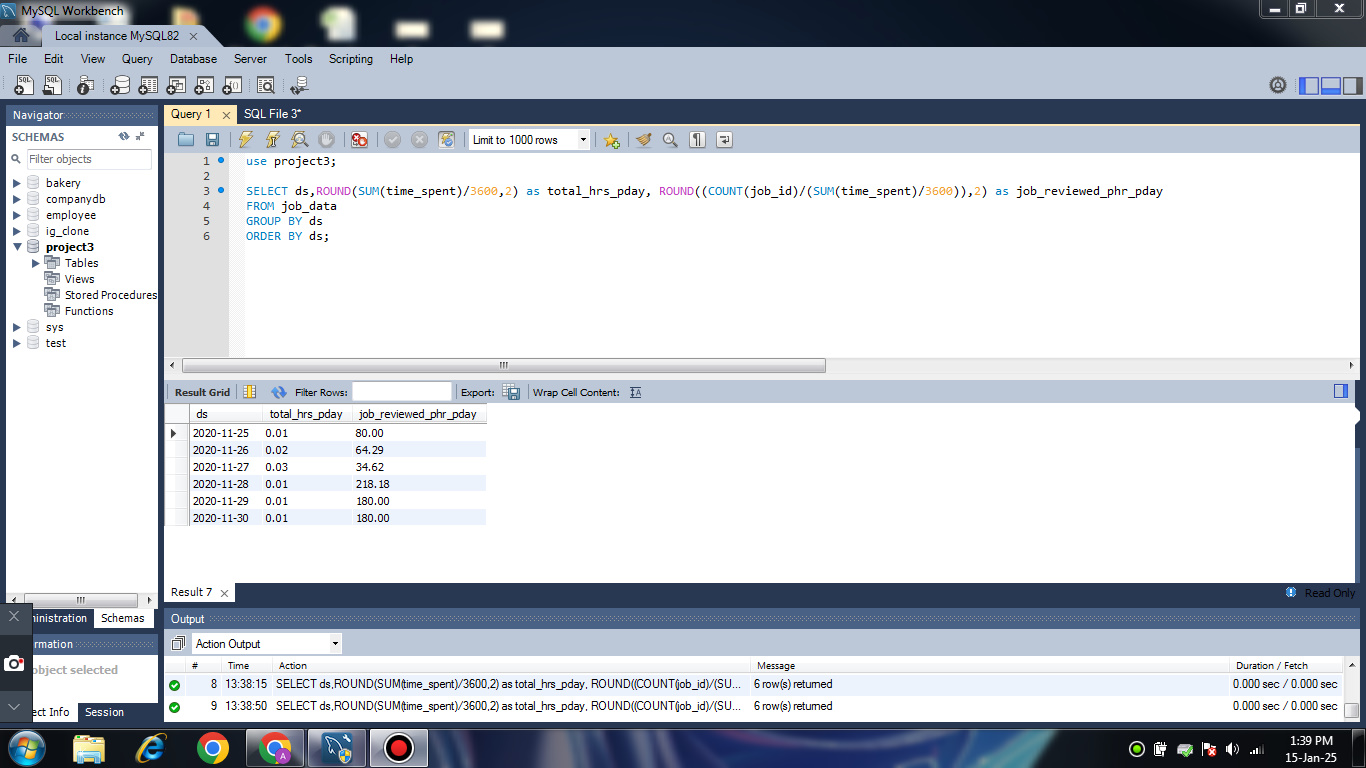 MySQL Workbench
Local instance MySQL82
File Edit View Query Database Server Tools Scripting Help
Navigator
SCHEMAS
Filter objects
bakery
companydb
employee
ig_clone
project3
Tables
Views
Stored Procedures
Functions
sys
test
ministration Schemas
ormation
object selected
ect Info Session
Query 1 SQL File 3*
Limit to 1000 rows
1 use project3;
2
3 SELECT ds,ROUND(SUM(time_spent)/3600,2) as total_hrs_pday, ROUND((COUNT(job_id)/(SUM(time_spent)/3600)),2) as job_reviewed_phr_pday
4 FROM job_data
5 GROUP BY ds
6 ORDER BY ds;
Result Grid Filter Rows: Export: Wrap Cell Content:
ds total_hrs_pday job_reviewed_phr_pday
2020-11-25 0.01 80.00
2020-11-26 0.02 64.29
2020-11-27 0.03 34.62
2020-11-28 0.01 218.18
2020-11-29 0.01 180.00
2020-11-30 0.01 180.00
Result 7 Read Only
Output
Action Output
# Time Action Message Duration / Fetch
8 13:38:15 SELECT ds,ROUND(SUM(time_spent)/3600,2) as total_hrs_pday, ROUND((COUNT(job_id)/(SU... 6 row(s) returned 0.000 sec / 0.000 sec
9 13:38:50 SELECT ds,ROUND(SUM(time_spent)/3600,2) as total_hrs_pday, ROUND((COUNT(job_id)/(SU... 6 row(s) returned 0.000 sec / 0.000 sec
1:39 PM
15-Jan-25